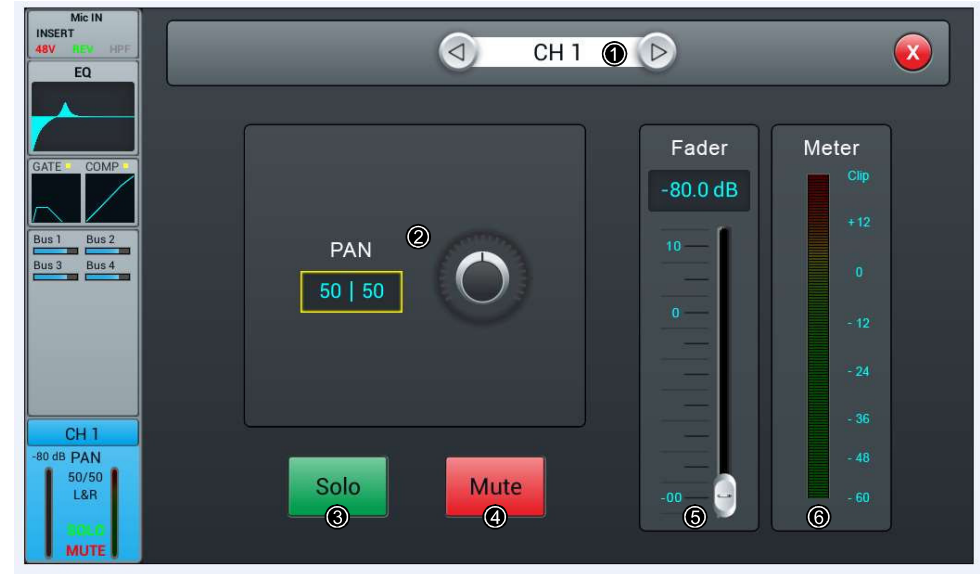 Mic IN
INSERT
48V REV HPF
EQ
GATE COMP
Bus 1 Bus 2
Bus 3 Bus 4
CH 1
-80 dB PAN
50/50
L&R
SOLO
MUTE
CH 1 ①
X
PAN ②
50 | 50
Solo
③
Mute
④
Fader
-80.0 dB
10
0
-00
⑤
Meter
Clip
+12
0
- 12
- 24
- 36
- 48
- 60
⑥